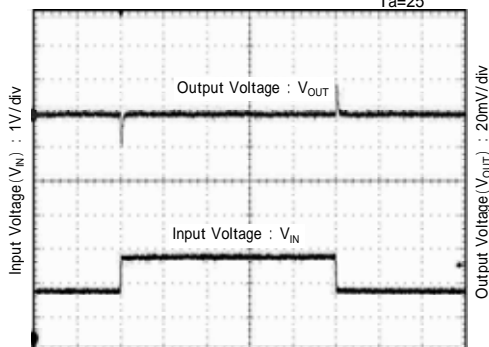 Ta=25
Output Voltage : VOUT
Input Voltage : VIN
Input Voltage(VIN) : 1V/div
Output Voltage(VOUT) : 20mV/div